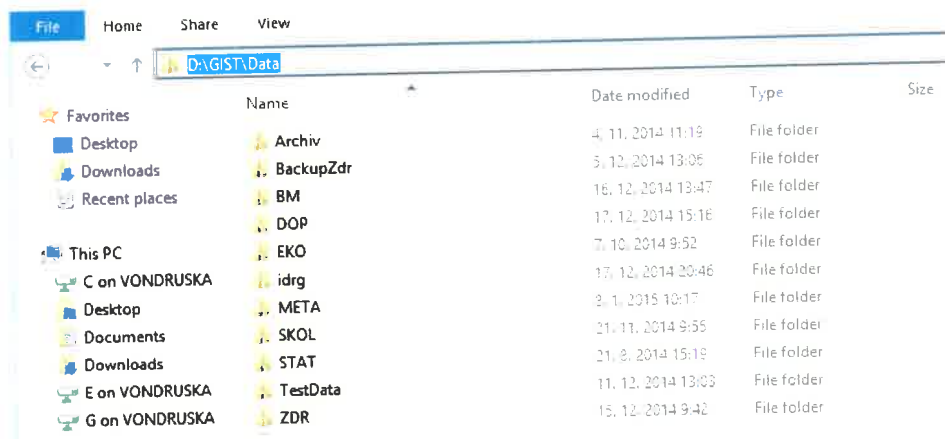 File Home Share View
D:\GIST\Data
Name Date modified Type Size
Favorites
Desktop
Downloads
Recent places
This PC
C on VONDRUSKA
Desktop
Documents
Downloads
E on VONDRUSKA
G on VONDRUSKA
Archiv 4. 11. 2014 11:19 File folder
BackupZdr 5. 12. 2014 13:06 File folder
BM 16. 12. 2014 13:47 File folder
DOP 17. 12. 2014 15:16 File folder
EKO 7. 10. 2014 9:52 File folder
idrg 17. 12. 2014 20:46 File folder
META 8. 1. 2015 10:17 File folder
SKOL 21. 11. 2014 9:55 File folder
STAT 21. 8. 2014 15:19 File folder
TestData 11. 12. 2014 13:03 File folder
ZDR 15. 12. 2014 9:42 File folder